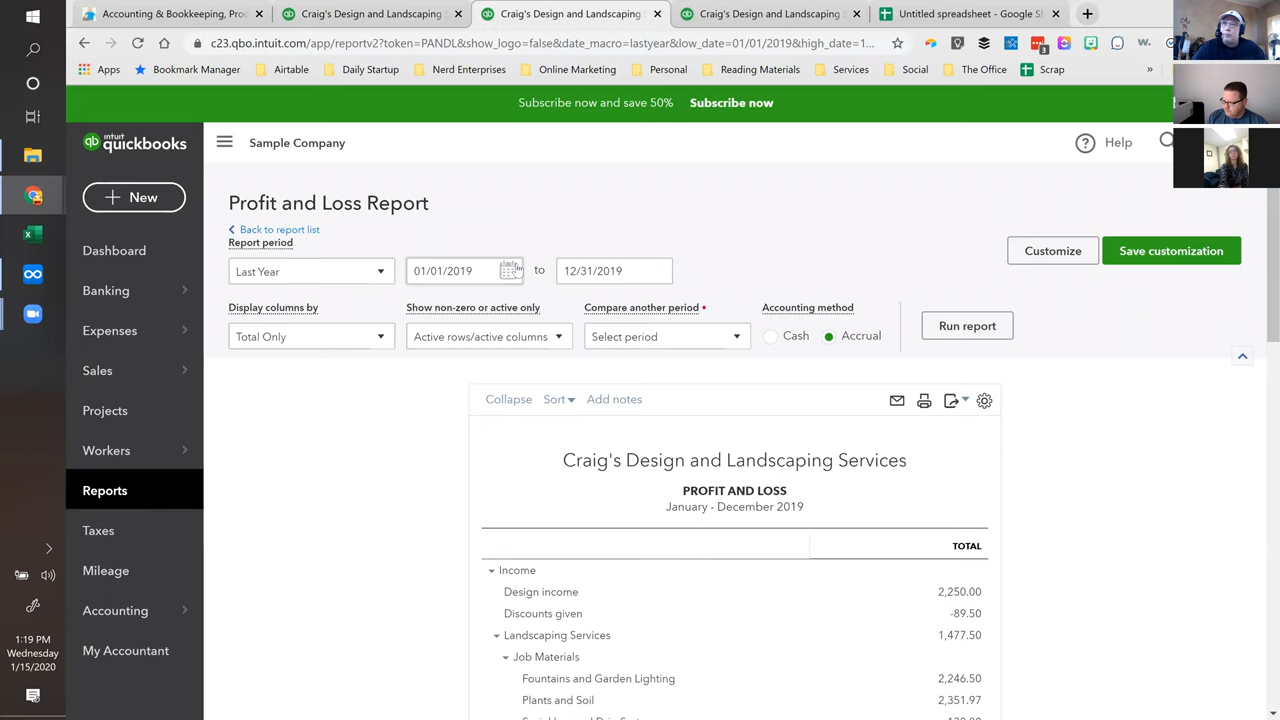 Accounting & Bookkeeping, Proc
Craig's Design and Landscaping S
Craig's Design and Landscaping S
Craig's Design and Landscaping S
Untitled spreadsheet - Google Sh
c23.qbo.intuit.com/app/reportv2?token=PANDL&show_logo=false&date_macro=lastyear&low_date=01/01/2019&high_date=1...
Apps
Bookmark Manager
Airtable
Daily Startup
Nerd Enterprises
Online Marketing
Personal
Reading Materials
Services
Social
The Office
Scrap
Subscribe now and save 50% Subscribe now
intuit
quickbooks
Sample Company
Help
New
Dashboard
Banking
Expenses
Sales
Projects
Workers
Reports
Taxes
Mileage
Accounting
My Accountant
Profit and Loss Report
Back to report list
Report period
Last Year
01/01/2019
to
12/31/2019
Customize
Save customization
Display columns by
Total Only
Show non-zero or active only
Active rows/active columns
Compare another period
Select period
Accounting method
Cash
Accrual
Run report
Collapse
Sort
Add notes
Craig's Design and Landscaping Services
PROFIT AND LOSS
January - December 2019
TOTAL
Income
Design income 2,250.00
Discounts given -89.50
Landscaping Services 1,477.50
Job Materials
Fountains and Garden Lighting 2,246.50
Plants and Soil 2,351.97
1:19 PM
Wednesday
1/15/2020